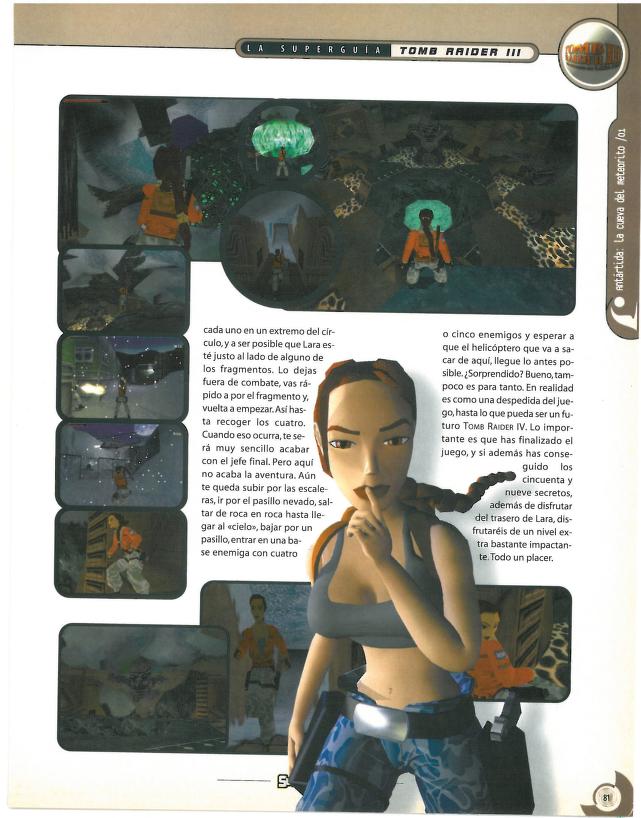 LA SUPERGUÍA TOMB RAIDER III
Antártida: la cueva del meteorito /01
cada uno en un extremo del cír-
culo, y a ser posible que Lara es-
té justo al lado de alguno de
los fragmentos. Lo dejas
fuera de combate, vas rá-
pido a por el fragmento y,
vuelta a empezar. Así has-
ta recoger los cuatro.
Cuando eso ocurra, te se-
rá muy sencillo acabar
con el jefe final. Pero aquí
no acaba la aventura. Aún
te queda subir por las escale-
ras, ir por el pasillo nevado, sal-
tar de roca en roca hasta lle-
gar al «cielo», bajar por un
pasillo, entrar en una ba-
se enemiga con cuatro
o cinco enemigos y esperar a
que el helicóptero que va a sa-
car de aquí, llegue lo antes po-
sible. ¿Sorprendido? Bueno, tam-
poco es para tanto. En realidad
es como una despedida del jue-
go, hasta lo que pueda ser un fu-
turo TOMB RAIDER IV. Lo impor-
tante es que has finalizado el
juego, y si además has conse-
guido los
cincuenta y
nueve secretos,
además de disfrutar
del trasero de Lara, dis-
frutaréis de un nivel ex-
tra bastante impactan-
te. Todo un placer.
81